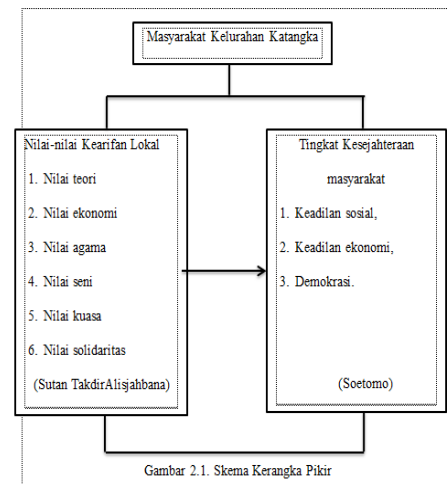 Masyarakat Kelurahan Katangka
Nilai-nilai Kearifan Lokal
1. Nilai teori
2. Nilai ekonomi
3. Nilai agama
4. Nilai seni
5. Nilai kuasa
6. Nilai solidaritas
(Sutan TakdirAlisjahbana)
Tingkat Kesejahteraan
masyarakat
1. Keadilan sosial,
2. Keadilan ekonomi,
3. Demokrasi.
(Soetomo)
Gambar 2.1. Skema Kerangka Pikir